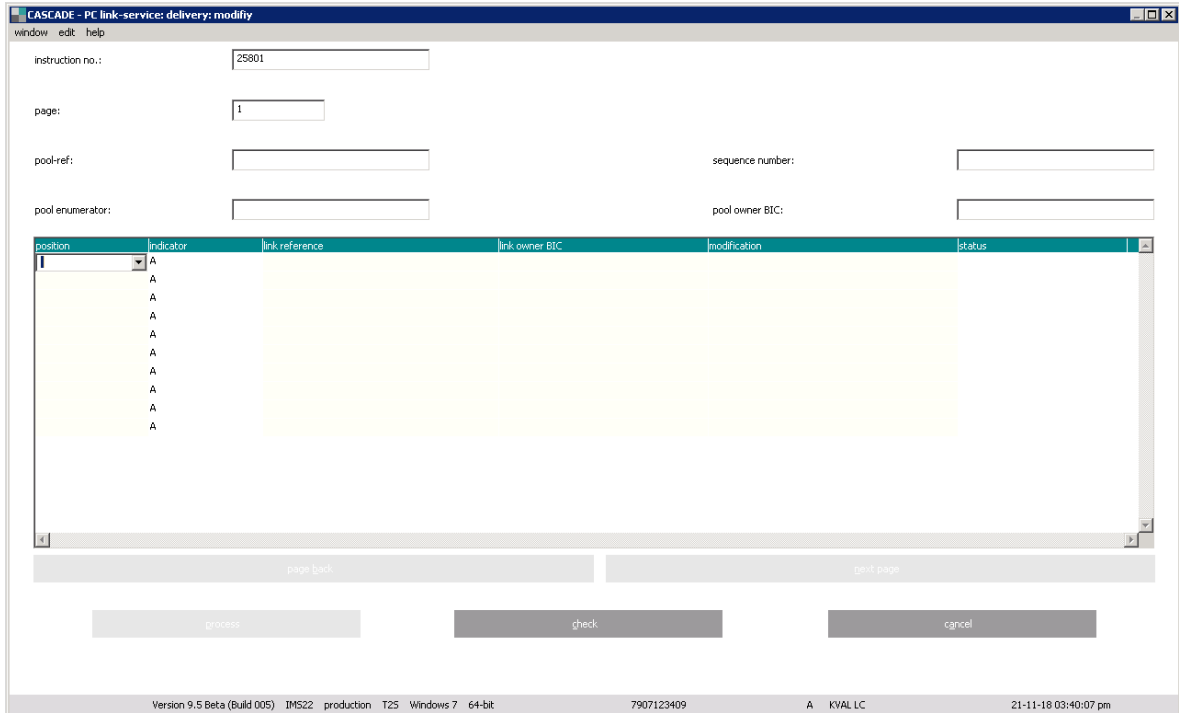 CASCADE - PC link-service: delivery: modifiy
window edit help
instruction no.: 25801
page: 1
pool-ref: sequence number:
pool enumerator: pool owner BIC:
position indicator link reference link owner BIC modification status
A
A
A
A
A
A
A
A
A
A
page back next page
process check cancel
Version 9.5 Beta (Build 005) IMS22 production T2S Windows 7 64-bit 7907123409 A KVAL LC 21-11-18 03:40:07 pm